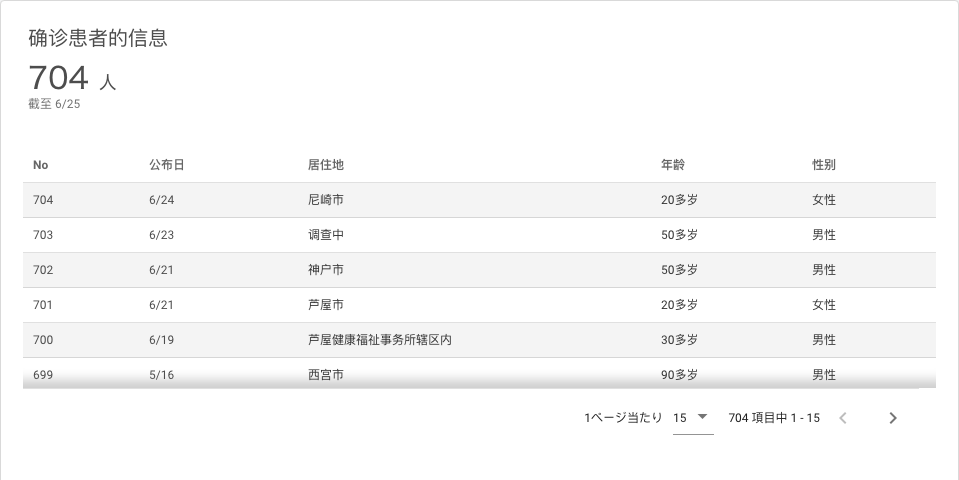 确诊患者的信息
704 人
截至 6/25
No 公布日 居住地 年龄 性别
704 6/24 尼崎市 20多岁 女性
703 6/23 调查中 50多岁 男性
702 6/21 神户市 50多岁 男性
701 6/21 芦屋市 20多岁 女性
700 6/19 芦屋健康福祉事务所辖区内 30多岁 男性
699 5/16 西宫市 90多岁 男性
1ページ当たり 15 704 項目中 1 - 15